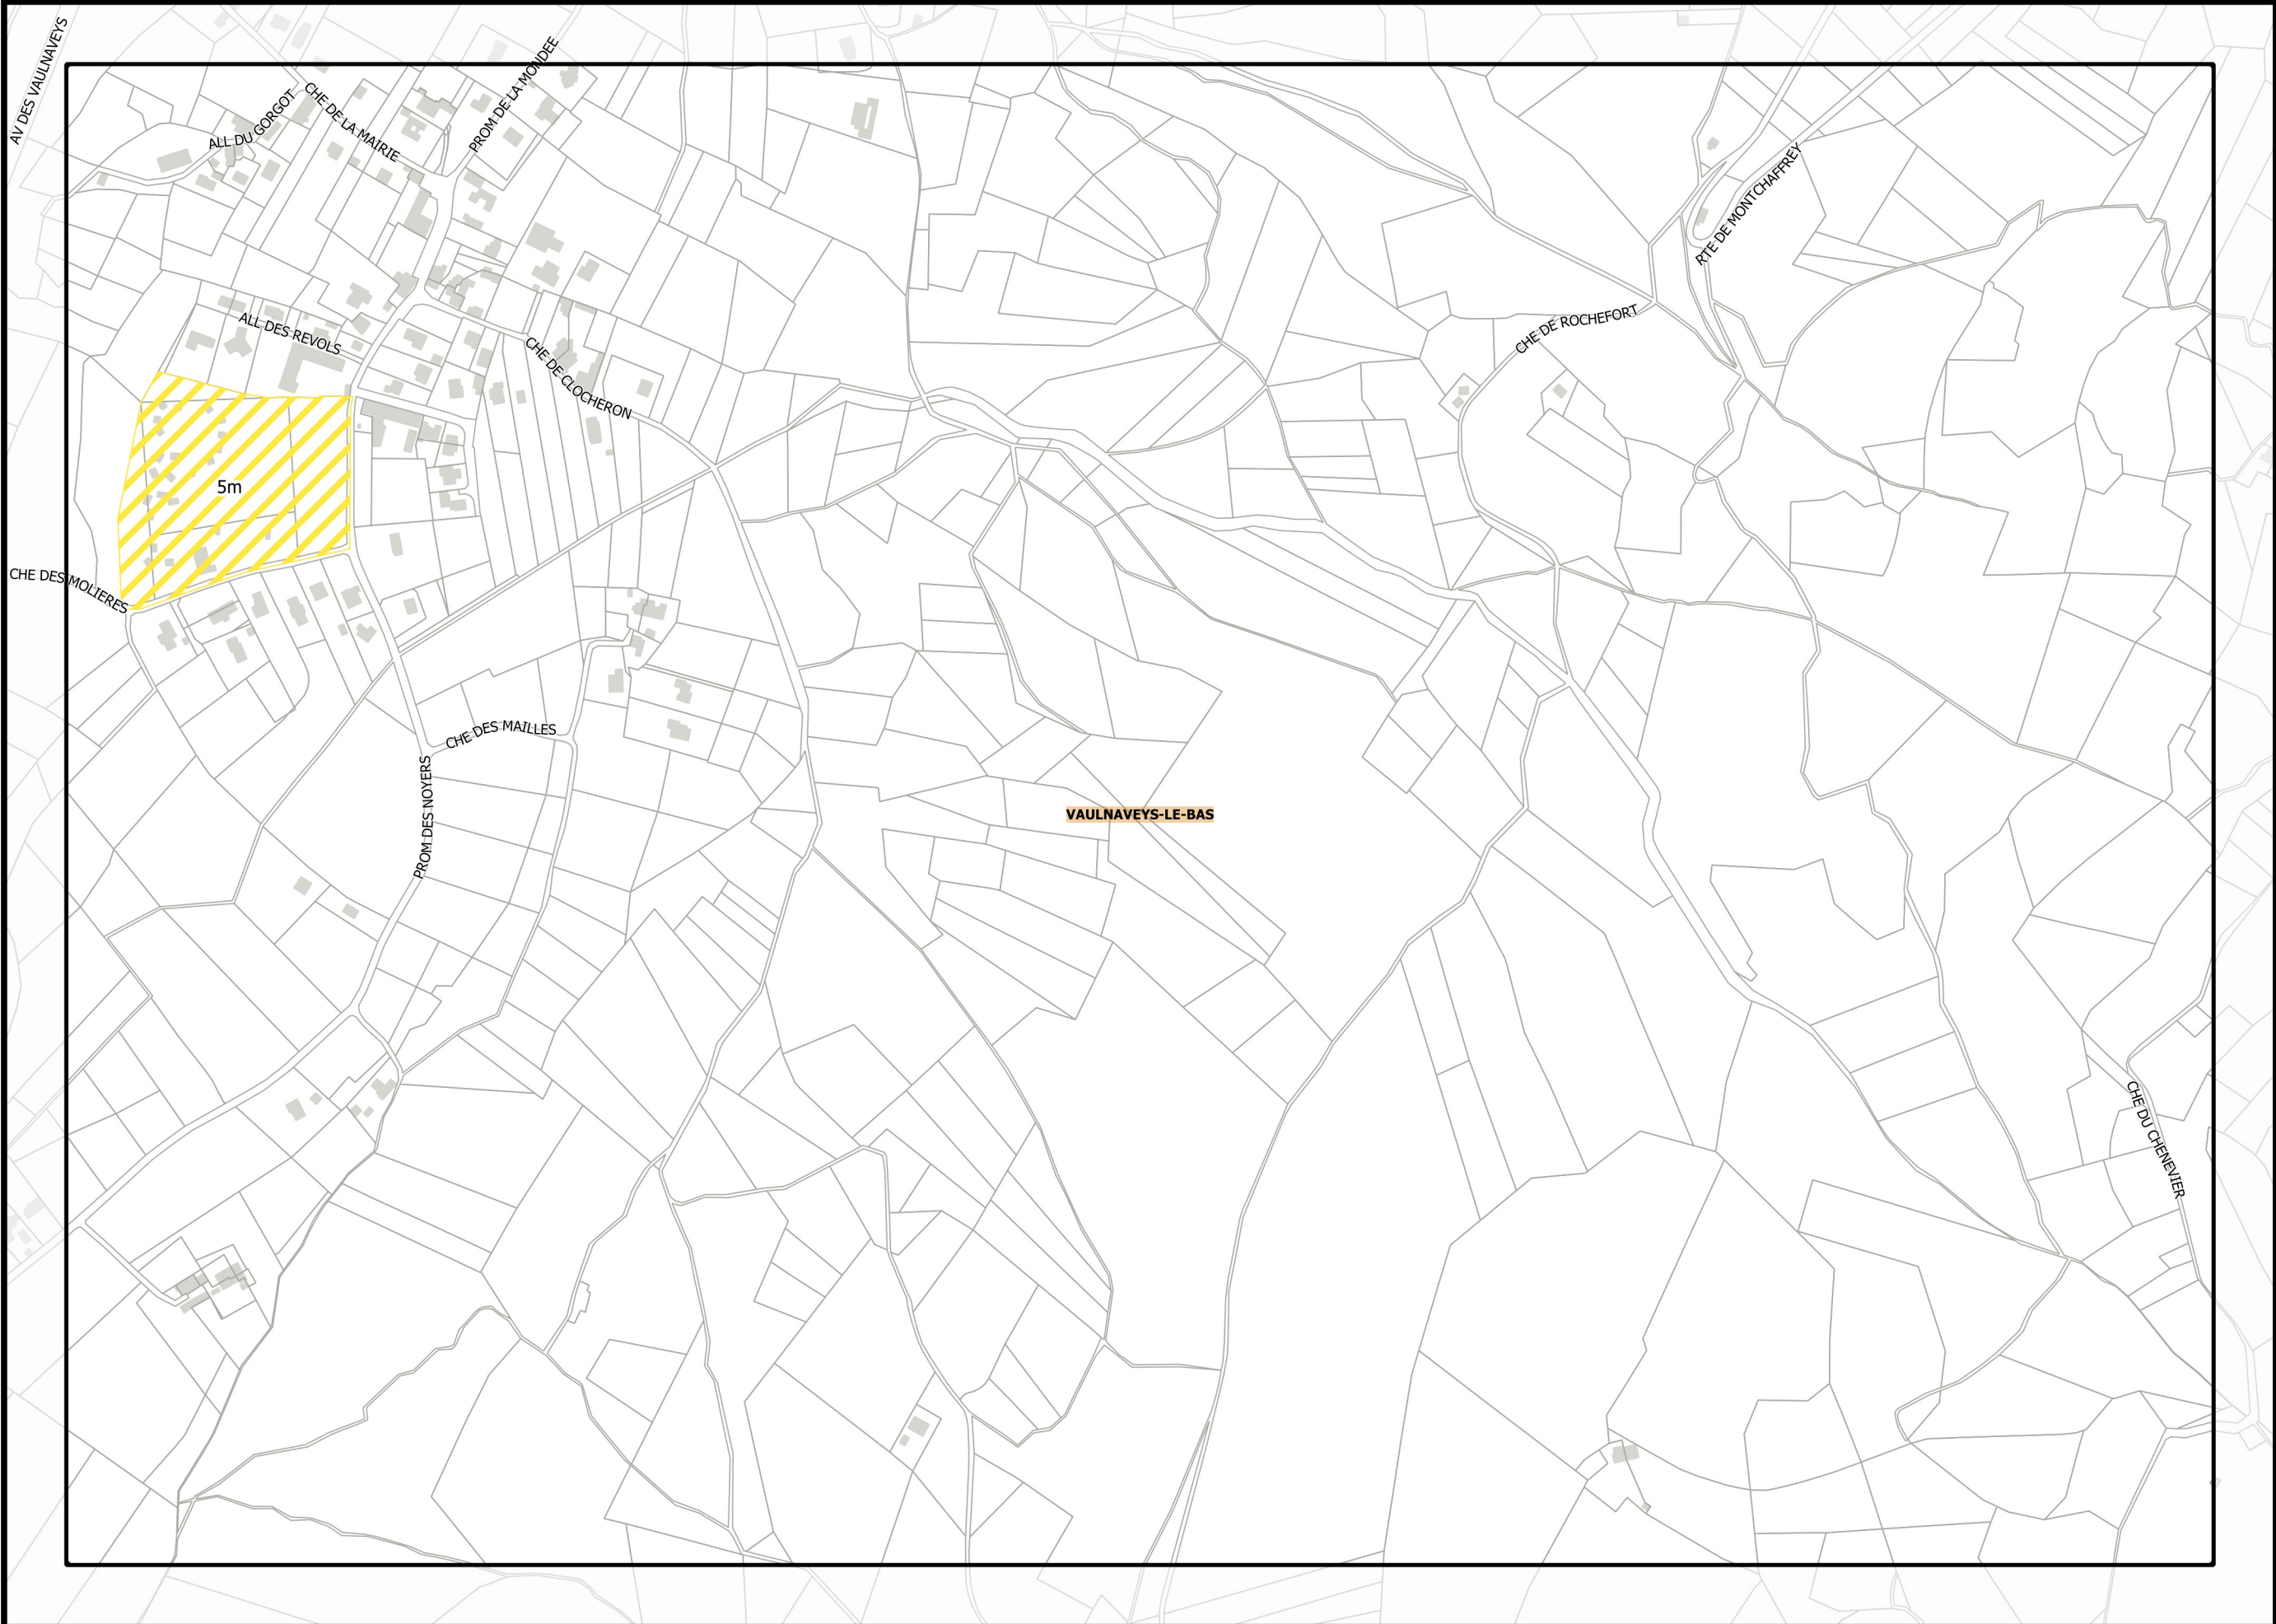 AV DES VAULNAVEYS
ALL DU GORGOT
CHE DE LA MAIRIE
PROM DE LA MONDEE
RTE DE MONTCHAFFREY
ALL DES REVOLS
CHE DE CLOCHERON
CHE DE ROCHEFORT
5m
CHE DES MOLIERES
CHE DES MAILLES
PROM DES NOYERS
VAULNAVEYS-LE-BAS
CHE DU CHENEVIER